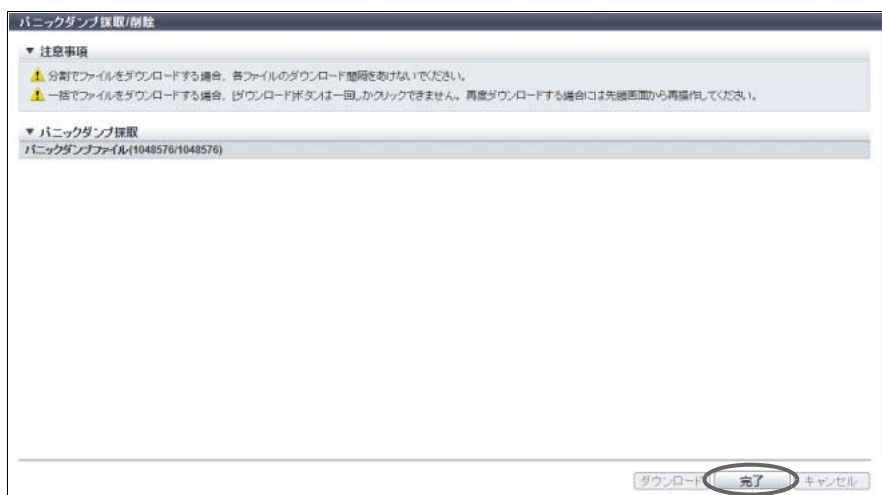 パニックダンプ採取/削除
▼ 注意事項
分割でファイルをダウンロードする場合、各ファイルのダウンロード間隔をあけないでください。
一括でファイルをダウンロードする場合、[ダウンロード]ボタンは一回しかクリックできません。再度ダウンロードする場合には先頭画面から再操作してください。
▼ パニックダンプ採取
パニックダンプファイル(1048576/1048576)
ダウンロード 完了 キャンセル